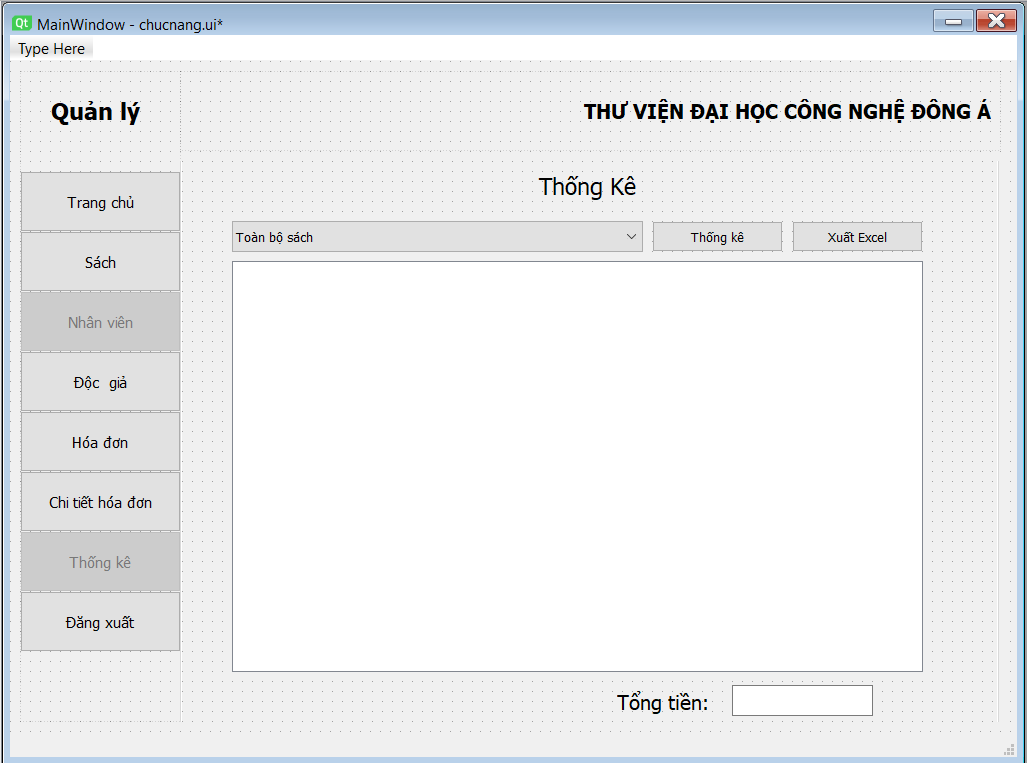 Qt MainWindow - chucnang.ui*
Type Here
Quản lý
THƯ VIỆN ĐẠI HỌC CÔNG NGHỆ ĐÔNG Á
Trang chủ
Sách
Nhân viên
Độc giả
Hóa đơn
Chi tiết hóa đơn
Thống kê
Đăng xuất
Thống Kê
Toàn bộ sách
Thống kê
Xuất Excel
Tổng tiền: